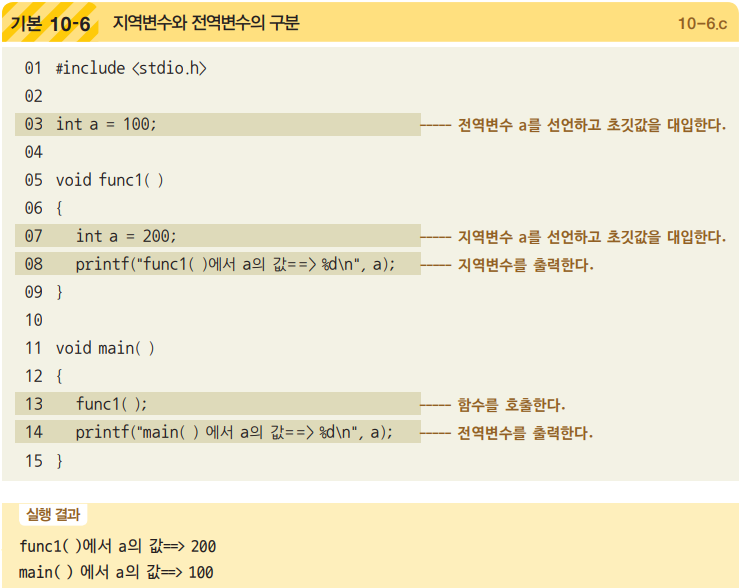 기본 10-6 지역변수와 전역변수의 구분 10-6.c
01 #include <stdio.h>
02
03 int a = 100; ----- 전역변수 a를 선언하고 초깃값을 대입한다.
04
05 void func1( )
06 {
07 int a = 200; ----- 지역변수 a를 선언하고 초깃값을 대입한다.
08 printf("func1( )에서 a의 값==> %d\n", a); ----- 지역변수를 출력한다.
09 }
10
11 void main( )
12 {
13 func1( ); ----- 함수를 호출한다.
14 printf("main( ) 에서 a의 값==> %d\n", a); ----- 전역변수를 출력한다.
15 }
실행 결과
func1( )에서 a의 값==> 200
main( ) 에서 a의 값==> 100